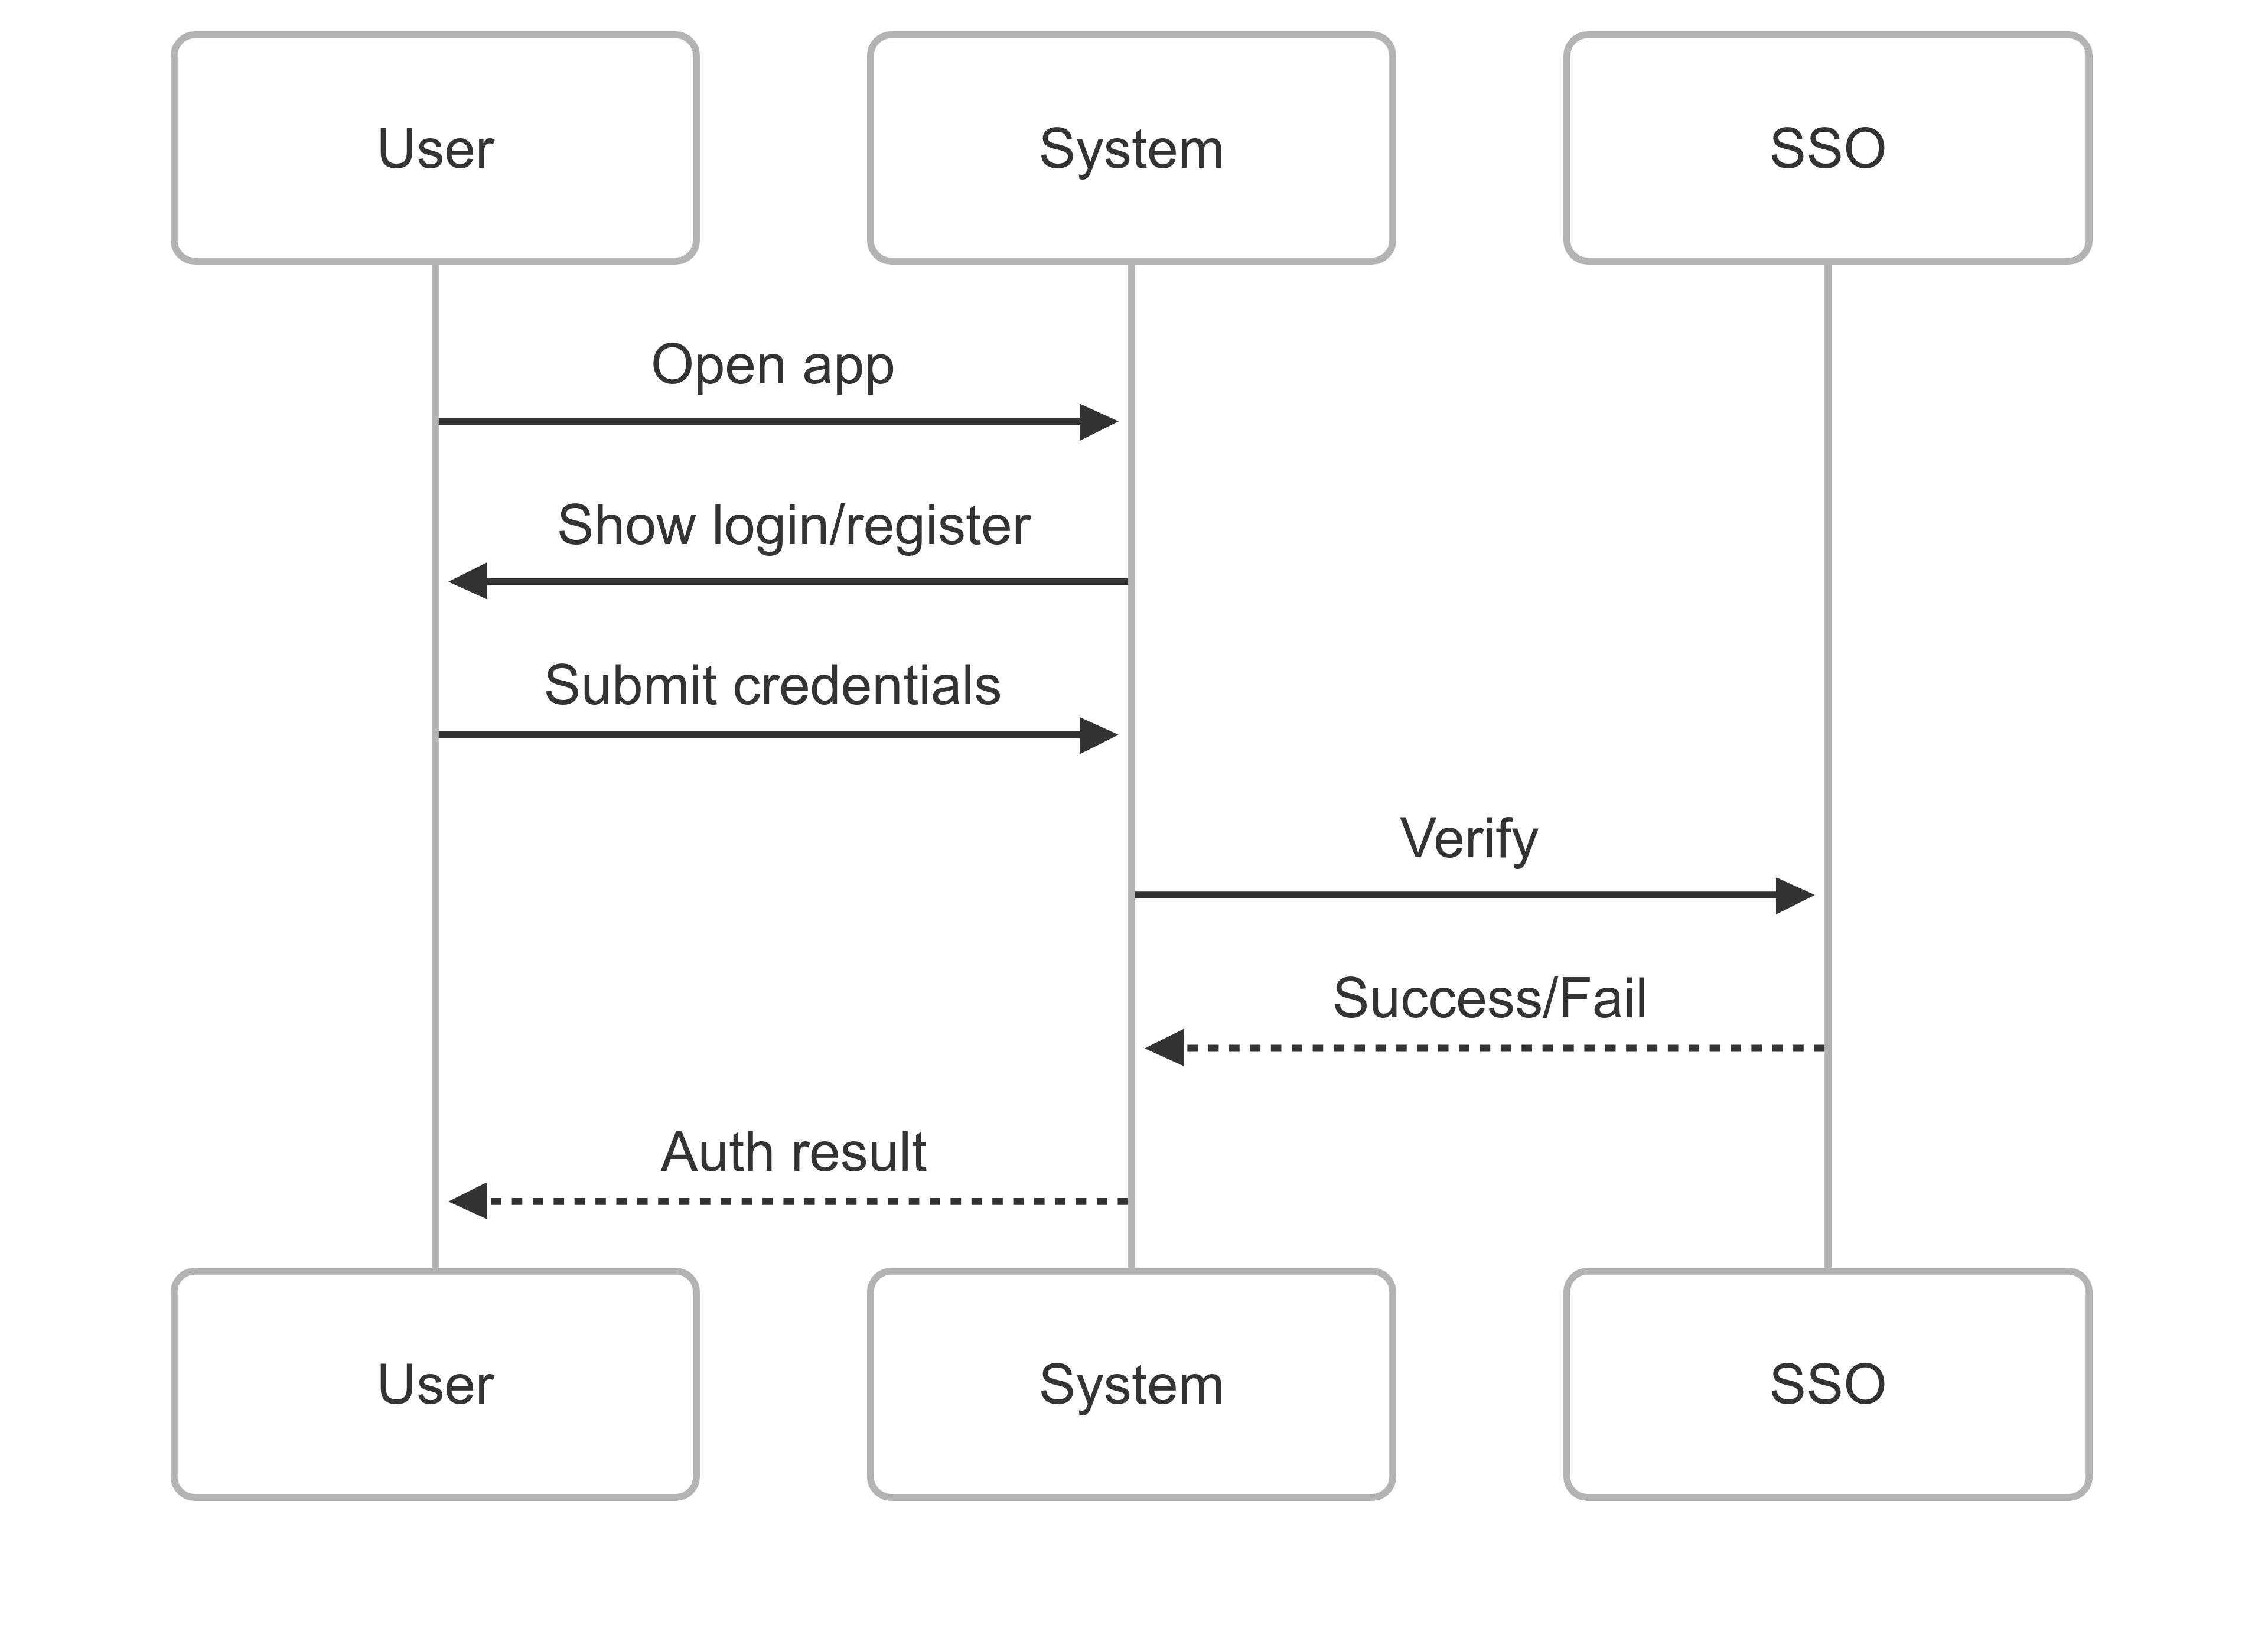 User
System
SSO
Open app
Show login/register
Submit credentials
Verify
Success/Fail
Auth result
User
System
SSO